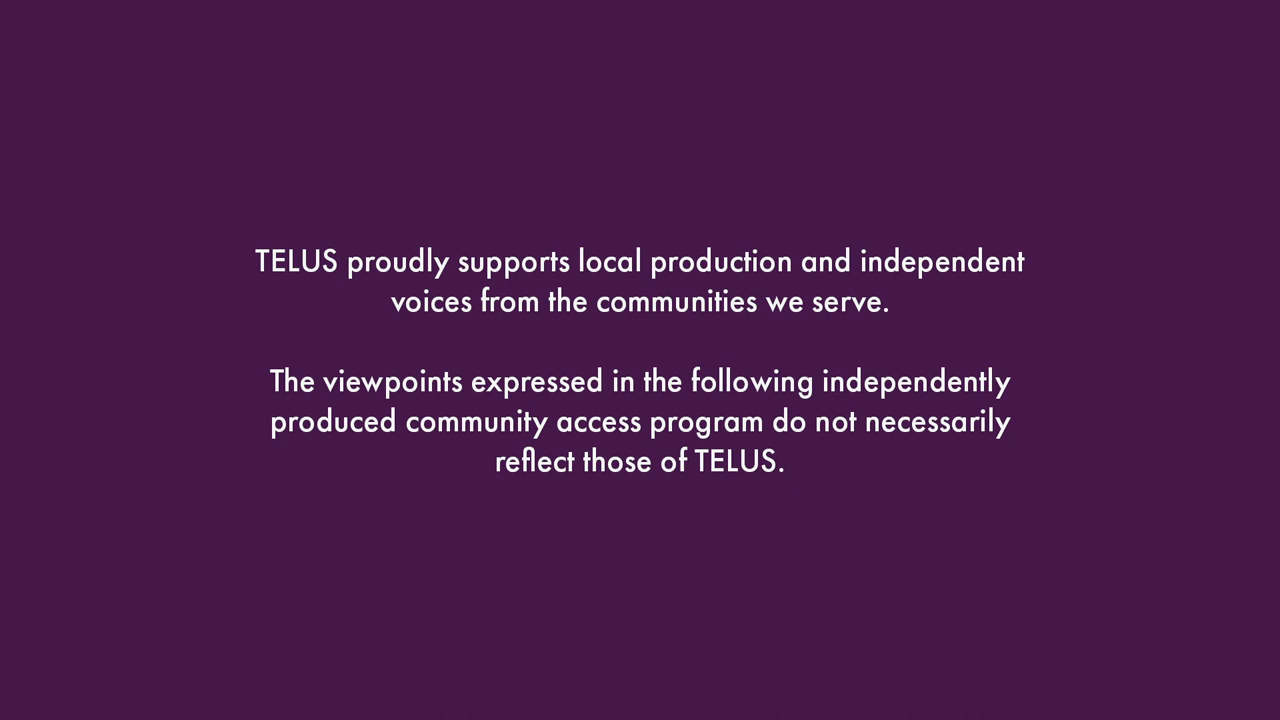 TELUS proudly supports local production and independent
voices from the communities we serve.
The viewpoints expressed in the following independently
produced community access program do not necessarily
reflect those of TELUS.